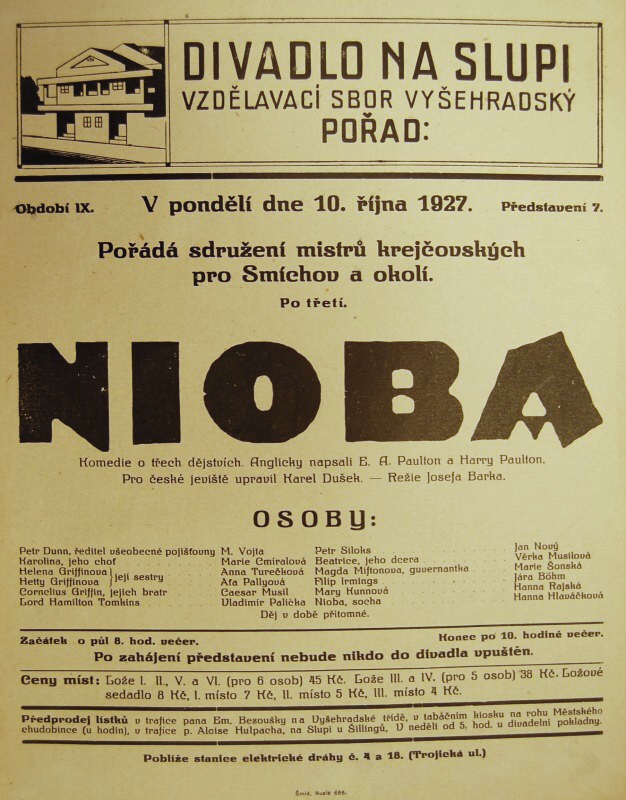 DIVADLO NA SLUPI
VZDĚLAVACÍ SBOR VYŠEHRADSKÝ
POŘAD:
Období IX. V pondělí dne 10. října 1927. Představení 7.
Pořádá sdružení mistrů krejčovských
pro Smíchov a okolí.
Po třetí.
NIOBA
Komedie o třech dějstvích. Anglicky napsali E. A. Paulton a Harry Paulton.
Pro české jeviště upravil Karel Dušek. — Režie Josefa Barka.
OSOBY:
Petr Dunn, ředitel všeobecné pojišťovny M. Vojta Petr Siloks Jan Nový
Karolina, jeho choť Marie Cmiralová Beatrice, jeho dcera Věrka Musilová
Helena Griffinova } její sestry Anna Turečková Magda Miftonova, guvernantka Marie Šonská
Hetty Griffinova Afa Pallyová Filip Irmings Jára Böhm
Cornelius Griffin, jejich bratr Caesar Musil Mary Kunnová Hanna Rajská
Lord Hamilton Tomkins Vladimír Palička Nioba, socha Hanna Hlaváčková
Děj v době přítomné.
Začátek o půl 8. hod. večer. Konec po 10. hodině večer.
Po zahájení představení nebude nikdo do divadla vpuštěn.
Ceny míst: Lože I. II., V. a VI. (pro 6 osob) 45 Kč. Lože III. a IV. (pro 5 osob) 38 Kč. Ložové
sedadlo 8 Kč, I. místo 7 Kč, II. místo 5 Kč, III. místo 4 Kč.
Předprodej lístků v trafice pana Em. Bezoušky na Vyšehradské třídě, v tabáčním kiosku na rohu Městského
chudobince (u hodin), v trafice p. Aloise Hulpacha, na Slupi u Šillingů, V neděli od 5. hod. u divadelní pokladny.
Poblíže stanice elektrické dráhy č. 4 a 18. (Trojická ul.)
Šmíd, Nusle 686.